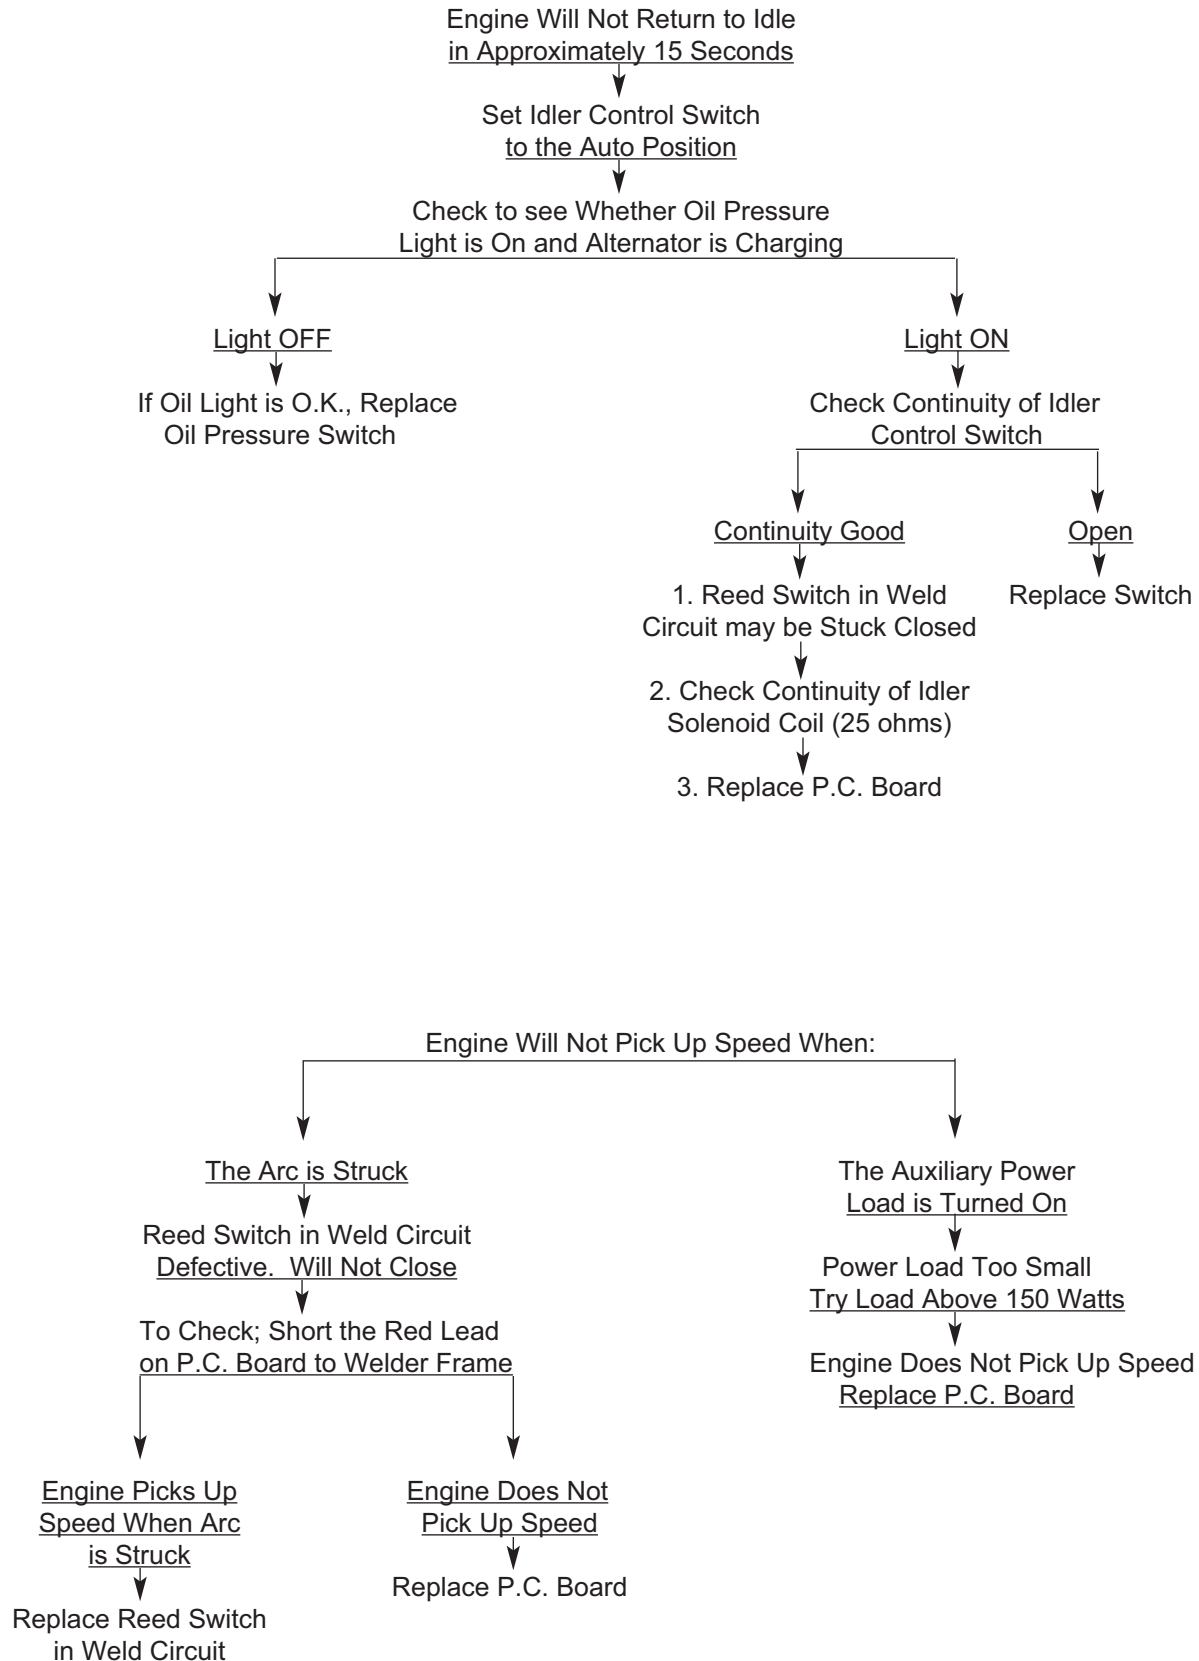 Engine Will Not Return to Idle
in Approximately 15 Seconds
Set Idler Control Switch
to the Auto Position
Check to see Whether Oil Pressure
Light is On and Alternator is Charging
Light OFF
If Oil Light is O.K., Replace
Oil Pressure Switch
Light ON
Check Continuity of Idler
Control Switch
Continuity Good
1. Reed Switch in Weld
Circuit may be Stuck Closed
2. Check Continuity of Idler
Solenoid Coil (25 ohms)
3. Replace P.C. Board
Open
Replace Switch
Engine Will Not Pick Up Speed When:
The Arc is Struck
Reed Switch in Weld Circuit
Defective. Will Not Close
To Check; Short the Red Lead
on P.C. Board to Welder Frame
Engine Picks Up
Speed When Arc
is Struck
Replace Reed Switch
in Weld Circuit
Engine Does Not
Pick Up Speed
Replace P.C. Board
The Auxiliary Power
Load is Turned On
Power Load Too Small
Try Load Above 150 Watts
Engine Does Not Pick Up Speed
Replace P.C. Board